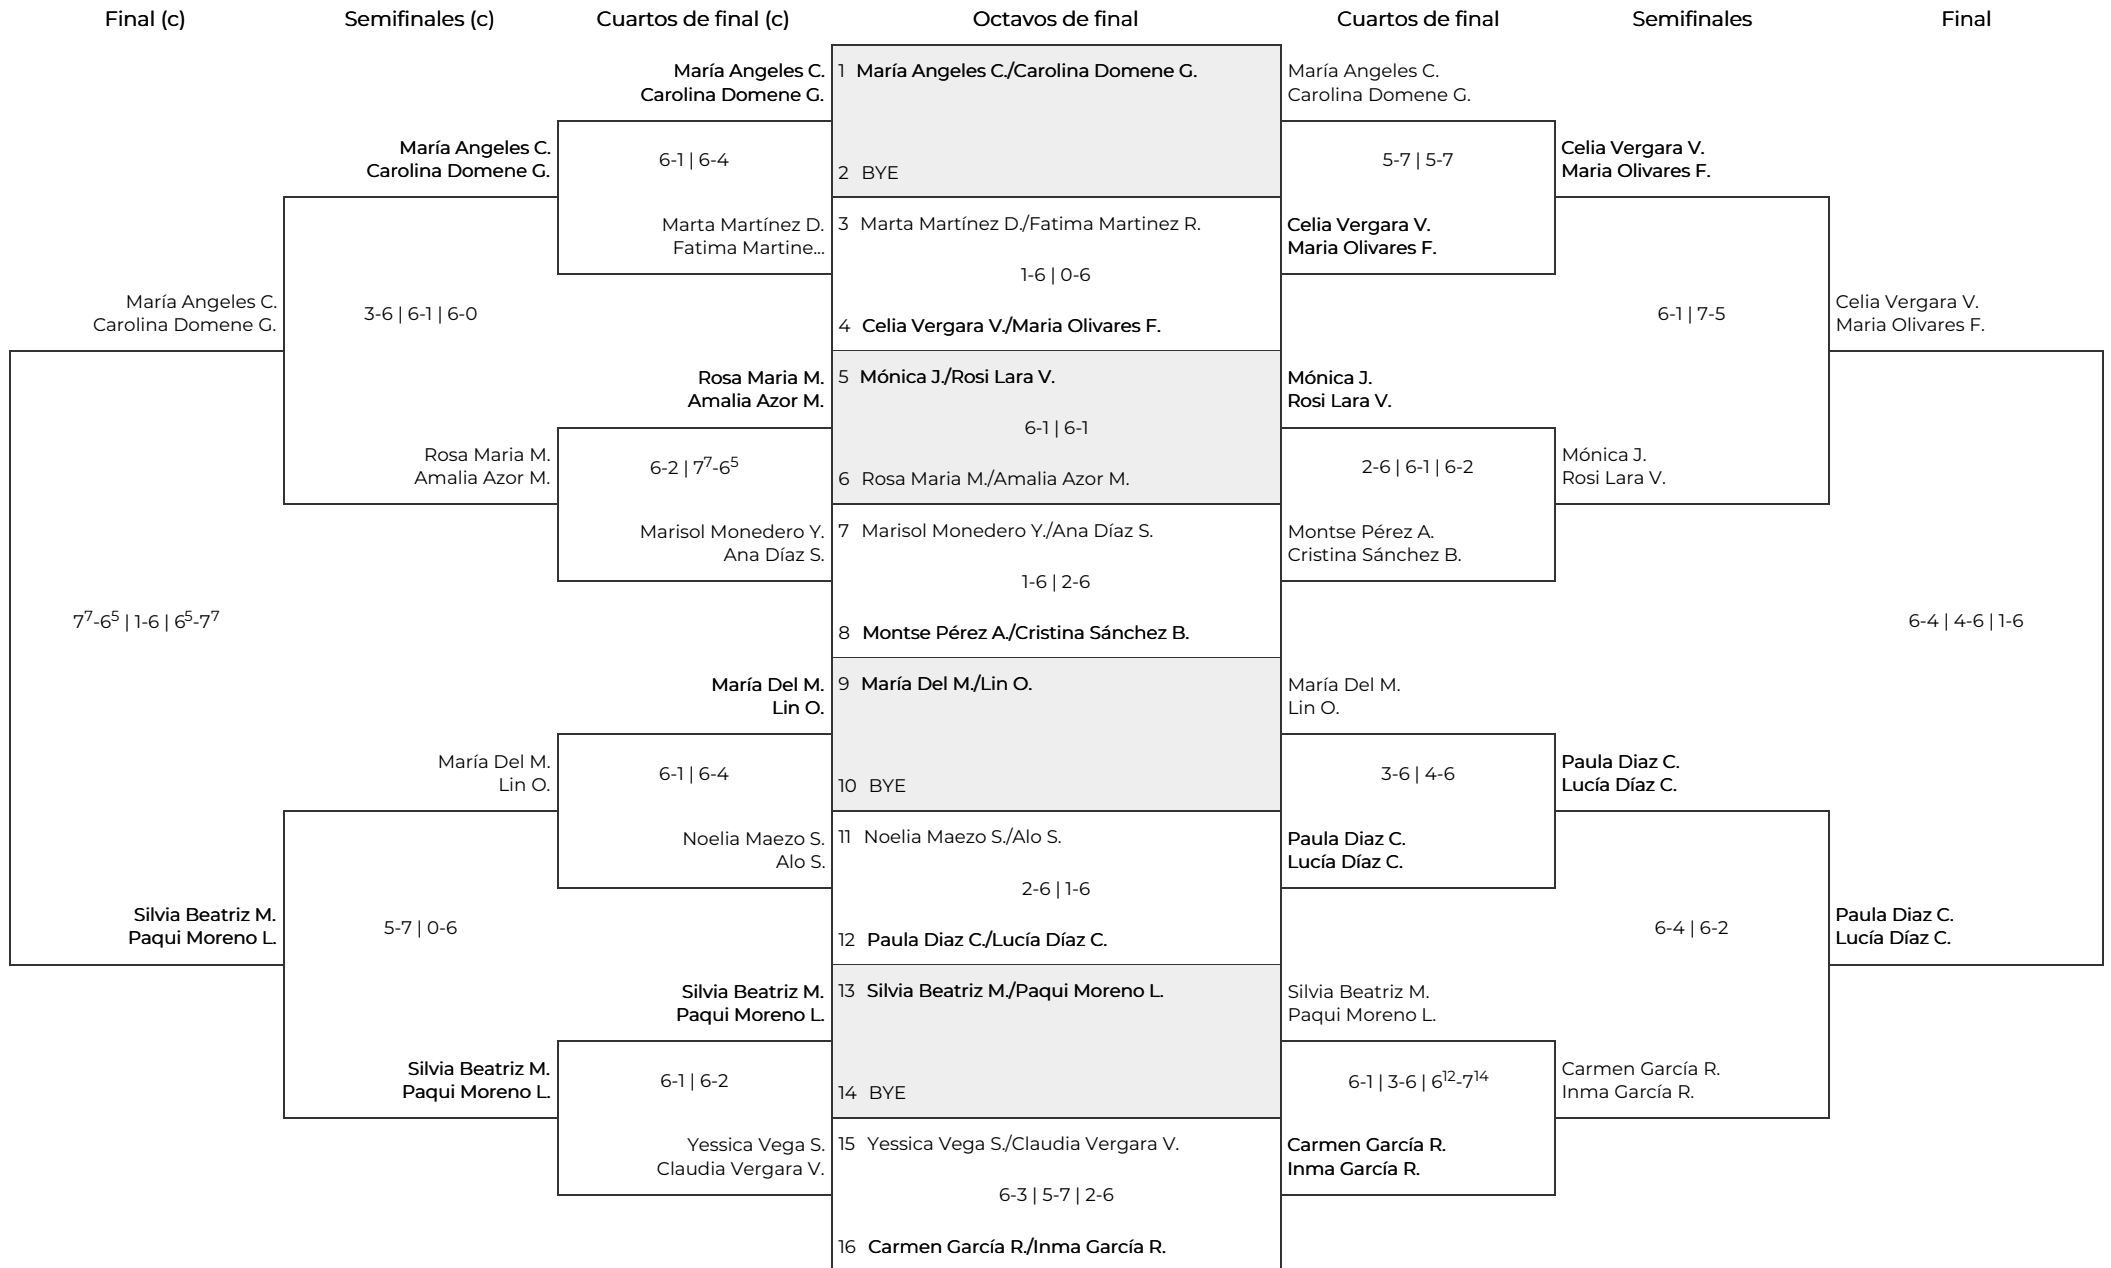 Final (c) Semifinales (c) Cuartos de final (c) Octavos de final Cuartos de final Semifinales Final
María Angeles C.
Carolina Domene G.
Silvia Beatriz M.
Paqui Moreno L.
7⁷-6⁵ | 1-6 | 6⁵-7⁷
María Angeles C.
Carolina Domene G.
3-6 | 6-1 | 6-0
Rosa Maria M.
Amalia Azor M.
María Del M.
Lin O.
5-7 | 0-6
Silvia Beatriz M.
Paqui Moreno L.
María Angeles C.
Carolina Domene G.
6-1 | 6-4
Marta Martínez D.
Fatima Martine...
Rosa Maria M.
Amalia Azor M.
6-2 | 7⁷-6⁵
Marisol Monedero Y.
Ana Díaz S.
María Del M.
Lin O.
6-1 | 6-4
Noelia Maezo S.
Alo S.
Silvia Beatriz M.
Paqui Moreno L.
6-1 | 6-2
Yessica Vega S.
Claudia Vergara V.
1 María Angeles C./Carolina Domene G.
2 BYE
3 Marta Martínez D./Fatima Martinez R.
1-6 | 0-6
4 Celia Vergara V./Maria Olivares F.
5 Mónica J./Rosi Lara V.
6-1 | 6-1
6 Rosa Maria M./Amalia Azor M.
7 Marisol Monedero Y./Ana Díaz S.
1-6 | 2-6
8 Montse Pérez A./Cristina Sánchez B.
9 María Del M./Lin O.
10 BYE
11 Noelia Maezo S./Alo S.
2-6 | 1-6
12 Paula Diaz C./Lucía Díaz C.
13 Silvia Beatriz M./Paqui Moreno L.
14 BYE
15 Yessica Vega S./Claudia Vergara V.
6-3 | 5-7 | 2-6
16 Carmen García R./Inma García R.
María Angeles C.
Carolina Domene G.
5-7 | 5-7
Celia Vergara V.
Maria Olivares F.
Mónica J.
Rosi Lara V.
2-6 | 6-1 | 6-2
Montse Pérez A.
Cristina Sánchez B.
María Del M.
Lin O.
3-6 | 4-6
Paula Diaz C.
Lucía Díaz C.
Silvia Beatriz M.
Paqui Moreno L.
6-1 | 3-6 | 6¹²-7¹⁴
Carmen García R.
Inma García R.
Celia Vergara V.
Maria Olivares F.
6-1 | 7-5
Mónica J.
Rosi Lara V.
Paula Diaz C.
Lucía Díaz C.
6-4 | 6-2
Carmen García R.
Inma García R.
Celia Vergara V.
Maria Olivares F.
6-4 | 4-6 | 1-6
Paula Diaz C.
Lucía Díaz C.